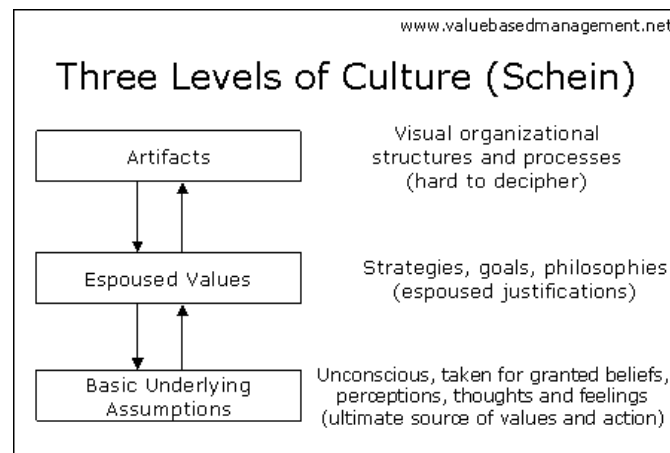 www.valuebasedmanagement.net
Three Levels of Culture (Schein)
Artifacts
Visual organizational
structures and processes
(hard to decipher)
Espoused Values
Strategies, goals, philosophies
(espoused justifications)
Basic Underlying
Assumptions
Unconscious, taken for granted beliefs,
perceptions, thoughts and feelings
(ultimate source of values and action)